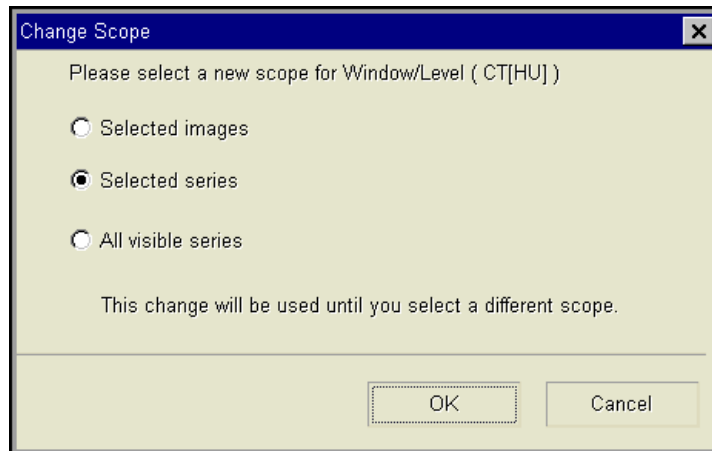 Change Scope
Please select a new scope for Window/Level ( CT[HU] )
Selected images
Selected series
All visible series
This change will be used until you select a different scope.
OK
Cancel